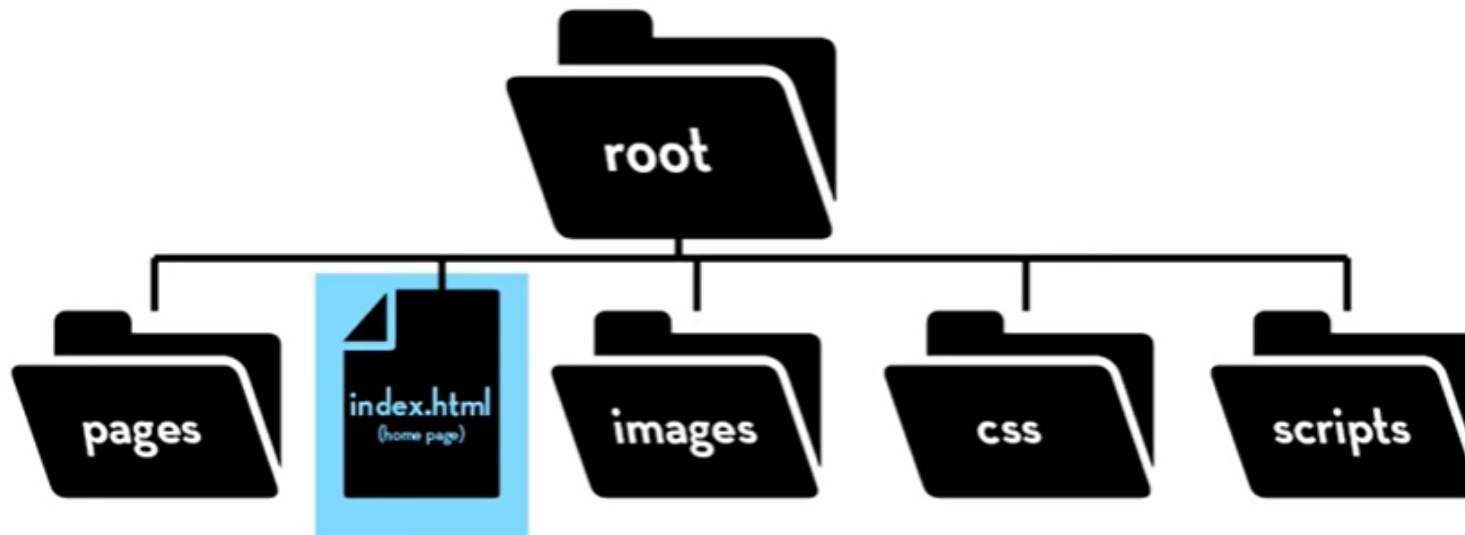 root
pages
index.html
(home page)
images
css
scripts